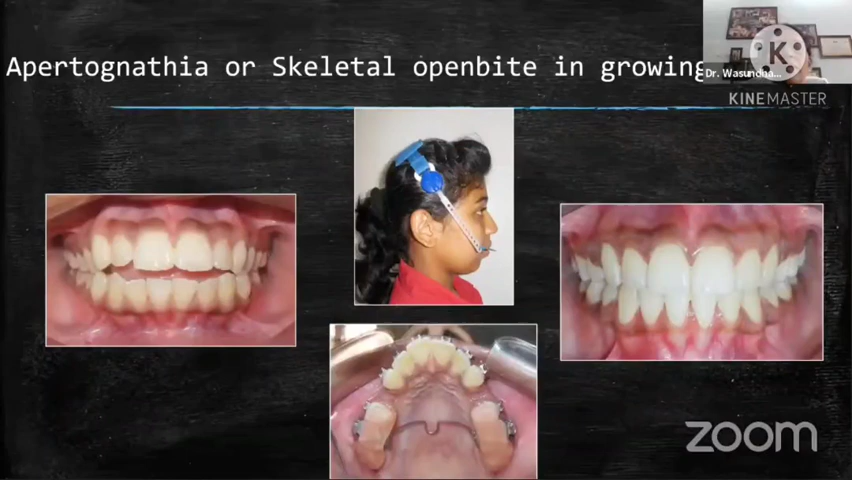 Apertognathia or Skeletal openbite in growing
K
Dr. Wasundha...
KINEMASTER
zoom